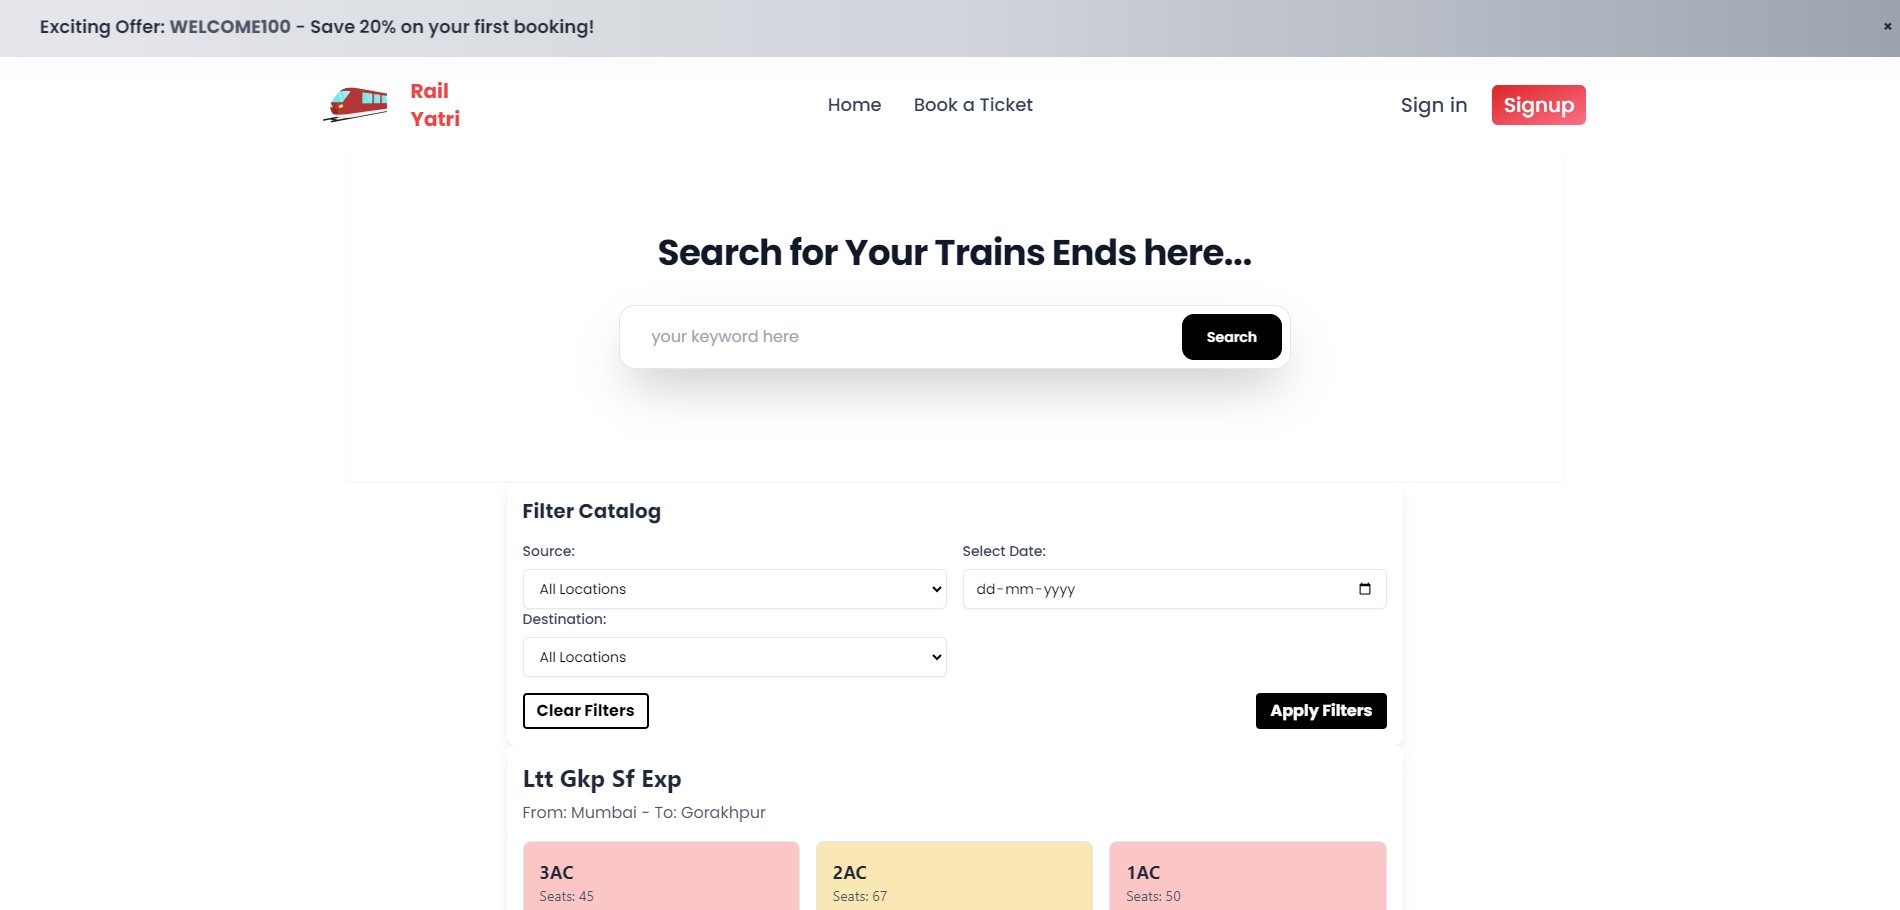 Exciting Offer: WELCOME100 - Save 20% on your first booking!
×
Rail
Yatri
Home
Book a Ticket
Sign in
Signup
Search for Your Trains Ends here...
your keyword here
Search
Filter Catalog
Source:
Select Date:
All Locations
dd-mm-yyyy
Destination:
All Locations
Clear Filters
Apply Filters
Ltt Gkp Sf Exp
From: Mumbai - To: Gorakhpur
3AC
Seats: 45
2AC
Seats: 67
1AC
Seats: 50